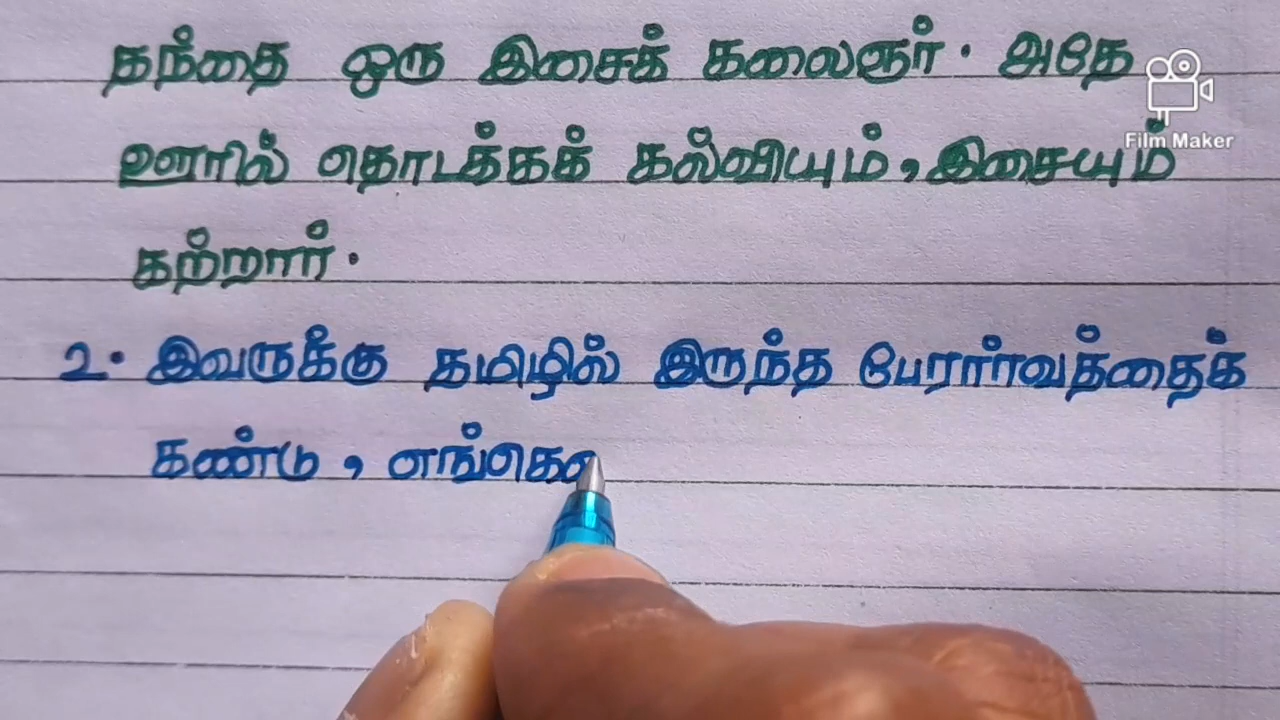 தந்தை ஒரு இசைக் கலைஞர். அதே
Film Maker
ஊரில் தொடக்கக் கல்வியும், இசையும்
கற்றார்.
2. இவருக்கு தமிழில் இருந்த பேரார்வத்தைக்
கண்டு,